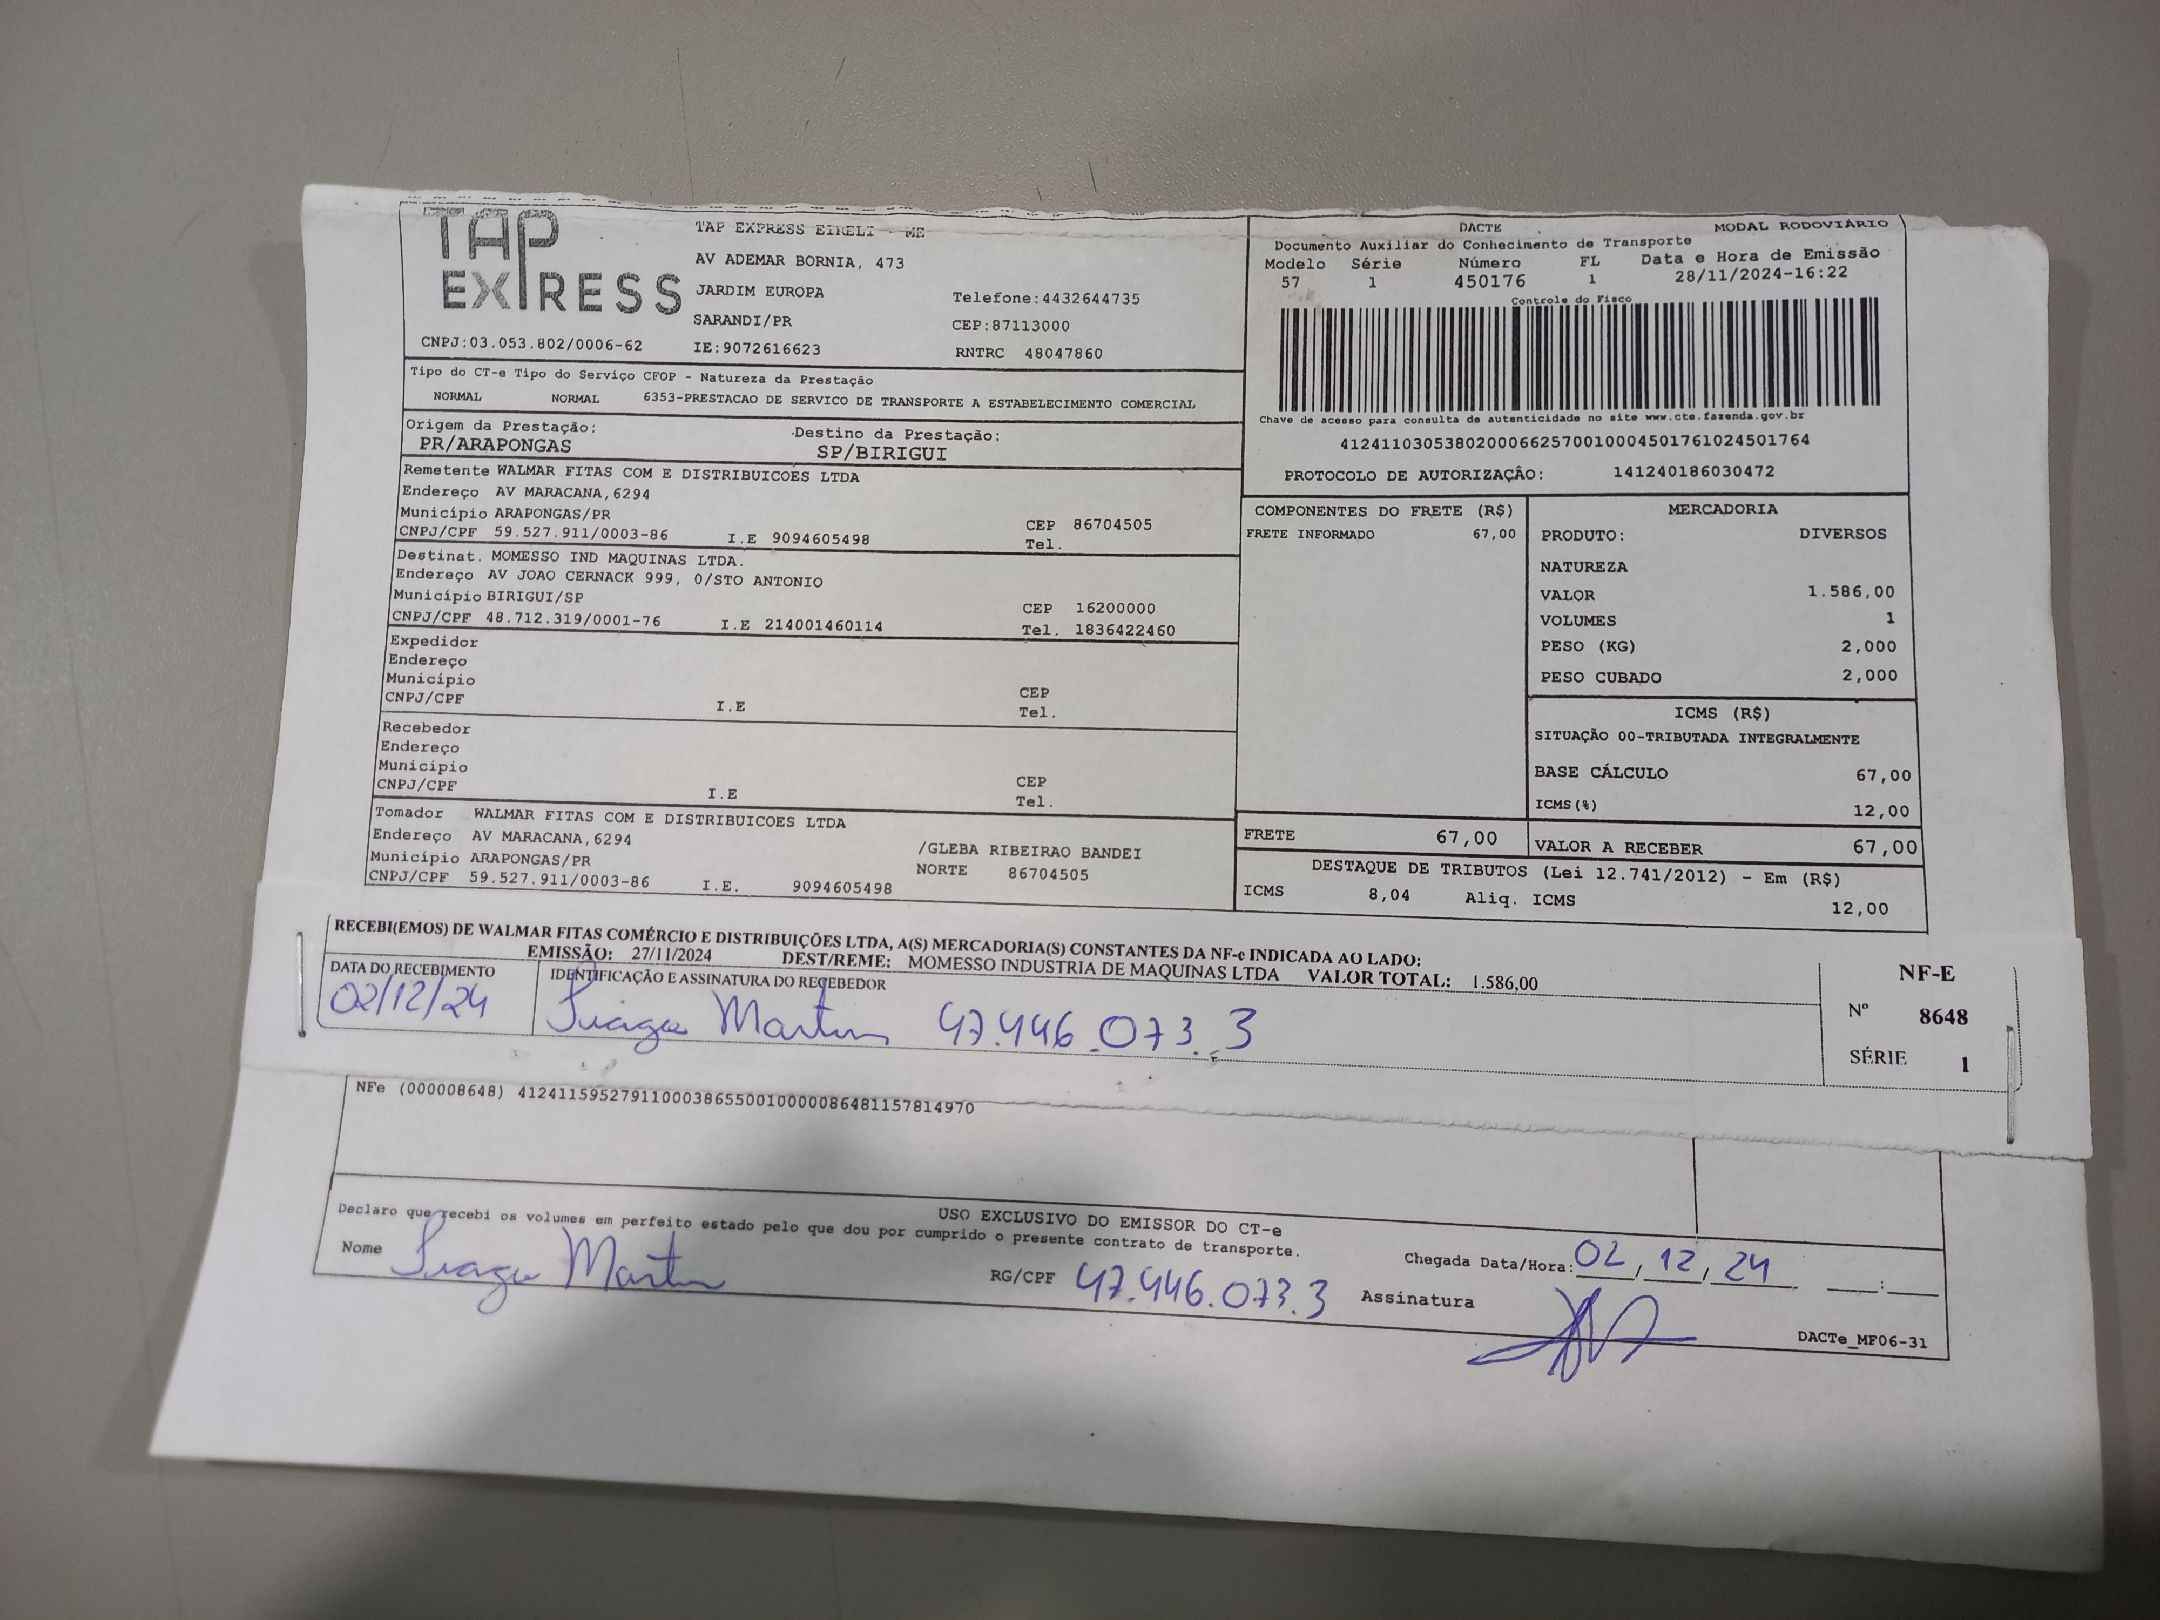 TAP
EXPRESS
CNPJ:03.053.802/0006-62
TAP EXPRESS EIRELI - ME
AV ADEMAR BORNIA, 473
JARDIM EUROPA
SARANDI/PR
IE:9072616623
Telefone:4432644735
CEP:87113000
RNTRC 48047860
DACTE MODAL RODOVIÁRIO
Documento Auxiliar do Conhecimento de Transporte
Modelo Série Número FL Data e Hora de Emissão
57 1 450176 1 28/11/2024-16:22
Controle do Fisco
Chave de acesso para consulta de autenticidade no site www.cte.fazenda.gov.br
41241103053802000662570010004501761024501764
PROTOCOLO DE AUTORIZAÇÃO: 141240186030472
Tipo do CT-e Tipo do Serviço CFOP - Natureza da Prestação
NORMAL NORMAL 6353-PRESTACAO DE SERVICO DE TRANSPORTE A ESTABELECIMENTO COMERCIAL
Origem da Prestação: Destino da Prestação:
PR/ARAPONGAS SP/BIRIGUI
Remetente WALMAR FITAS COM E DISTRIBUICOES LTDA
Endereço AV MARACANA,6294
Município ARAPONGAS/PR CEP 86704505
CNPJ/CPF 59.527.911/0003-86 I.E 9094605498 Tel.
Destinat. MOMESSO IND MAQUINAS LTDA.
Endereço AV JOAO CERNACK 999, 0/STO ANTONIO
Município BIRIGUI/SP CEP 16200000
CNPJ/CPF 48.712.319/0001-76 I.E 214001460114 Tel. 1836422460
Expedidor
Endereço
Município CEP
CNPJ/CPF I.E Tel.
Recebedor
Endereço
Município CEP
CNPJ/CPF I.E Tel.
Tomador WALMAR FITAS COM E DISTRIBUICOES LTDA
Endereço AV MARACANA,6294 /GLEBA RIBEIRAO BANDEI
Município ARAPONGAS/PR NORTE 86704505
CNPJ/CPF 59.527.911/0003-86 I.E. 9094605498
COMPONENTES DO FRETE (R$)
FRETE INFORMADO 67,00
MERCADORIA
PRODUTO: DIVERSOS
NATUREZA
VALOR 1.586,00
VOLUMES 1
PESO (KG) 2,000
PESO CUBADO 2,000
ICMS (R$)
SITUAÇÃO 00-TRIBUTADA INTEGRALMENTE
BASE CÁLCULO 67,00
ICMS(%) 12,00
FRETE 67,00 VALOR A RECEBER 67,00
DESTAQUE DE TRIBUTOS (Lei 12.741/2012) - Em (R$)
ICMS 8,04 Aliq. ICMS 12,00
RECEBI(EMOS) DE WALMAR FITAS COMÉRCIO E DISTRIBUIÇÕES LTDA, A(S) MERCADORIA(S) CONSTANTES DA NF-e INDICADA AO LADO:
EMISSÃO: 27/11/2024 DEST/REME: MOMESSO INDUSTRIA DE MAQUINAS LTDA VALOR TOTAL: 1.586,00
DATA DO RECEBIMENTO IDENTIFICAÇÃO E ASSINATURA DO RECEBEDOR
02/12/24 Martin 47.446.073.3
NF-E
Nº 8648
SÉRIE 1
NFe (000008648) 41241159527911000386550010000086481157814970
USO EXCLUSIVO DO EMISSOR DO CT-e
Declaro que recebi os volumes em perfeito estado pelo que dou por cumprido o presente contrato de transporte.
Nome Martin RG/CPF 47.446.073.3 Chegada Data/Hora: 02, 12, 24 :
Assinatura
DACTe_MF06-31